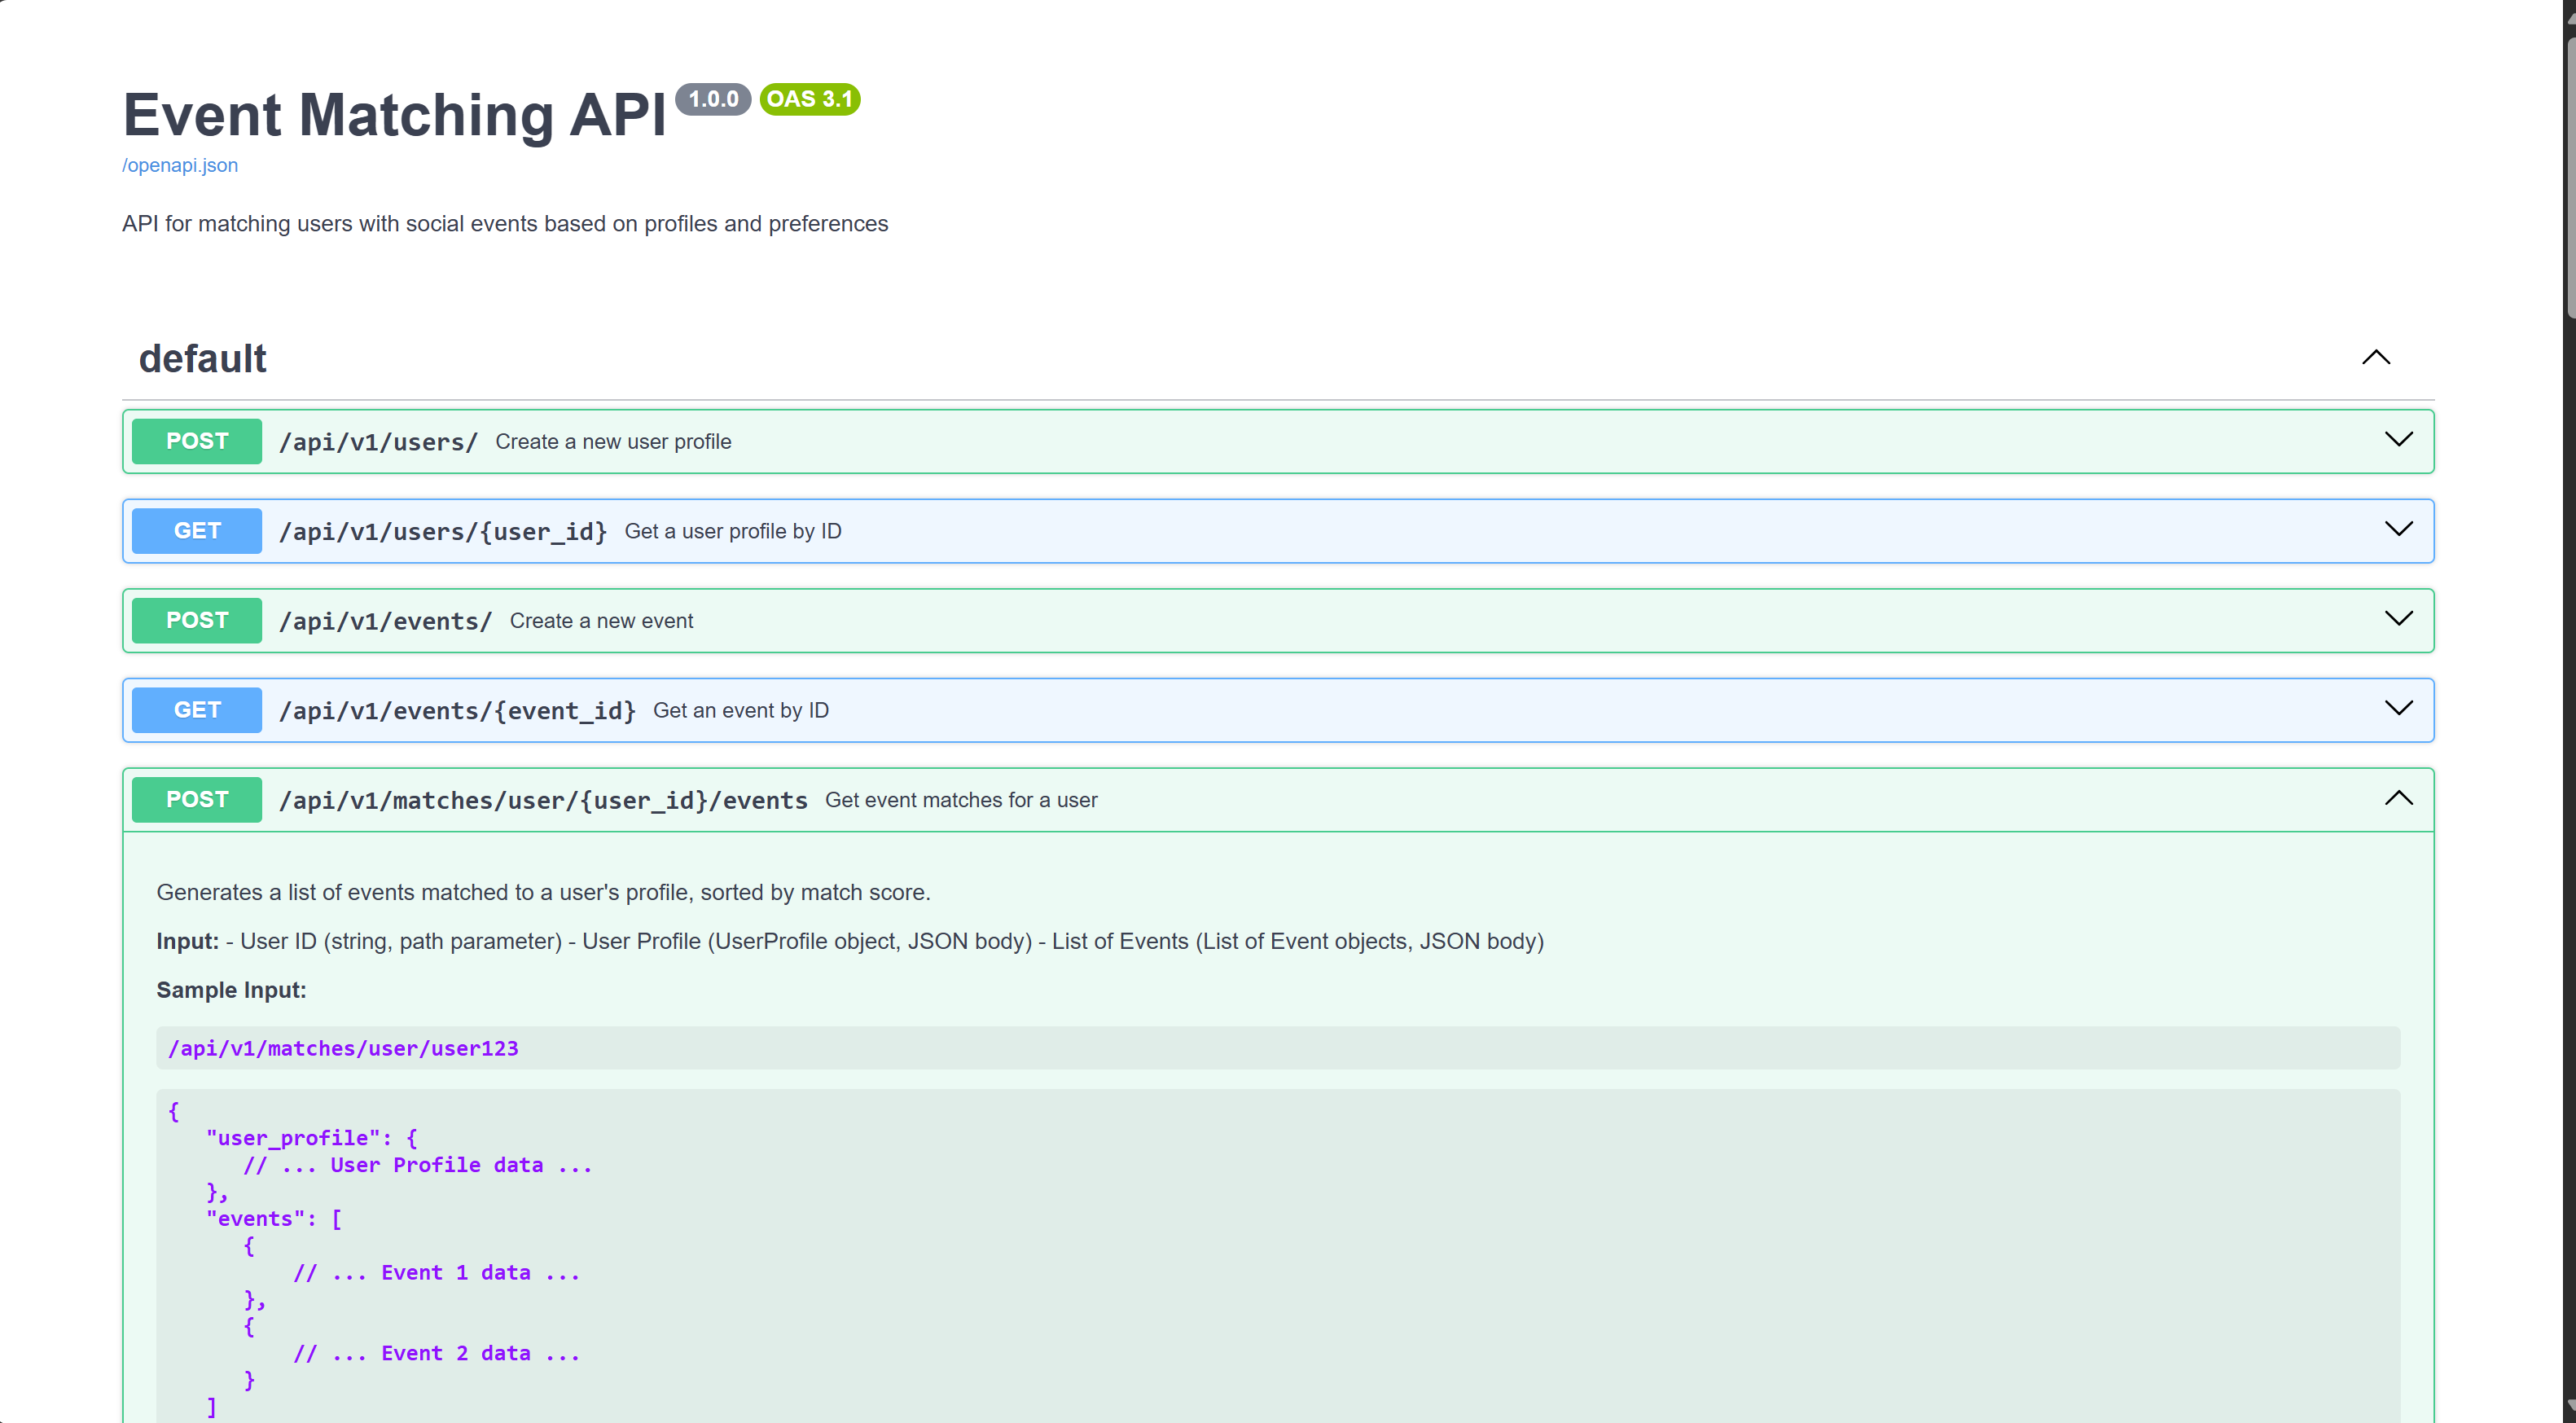 Event Matching API 1.0.0 OAS 3.1
/openapi.json
API for matching users with social events based on profiles and preferences
default
POST /api/v1/users/ Create a new user profile
GET /api/v1/users/{user_id} Get a user profile by ID
POST /api/v1/events/ Create a new event
GET /api/v1/events/{event_id} Get an event by ID
POST /api/v1/matches/user/{user_id}/events Get event matches for a user
Generates a list of events matched to a user's profile, sorted by match score.
Input: - User ID (string, path parameter) - User Profile (UserProfile object, JSON body) - List of Events (List of Event objects, JSON body)
Sample Input:
/api/v1/matches/user/user123
{
"user_profile": {
// ... User Profile data ...
},
"events": [
{
// ... Event 1 data ...
},
{
// ... Event 2 data ...
}
]